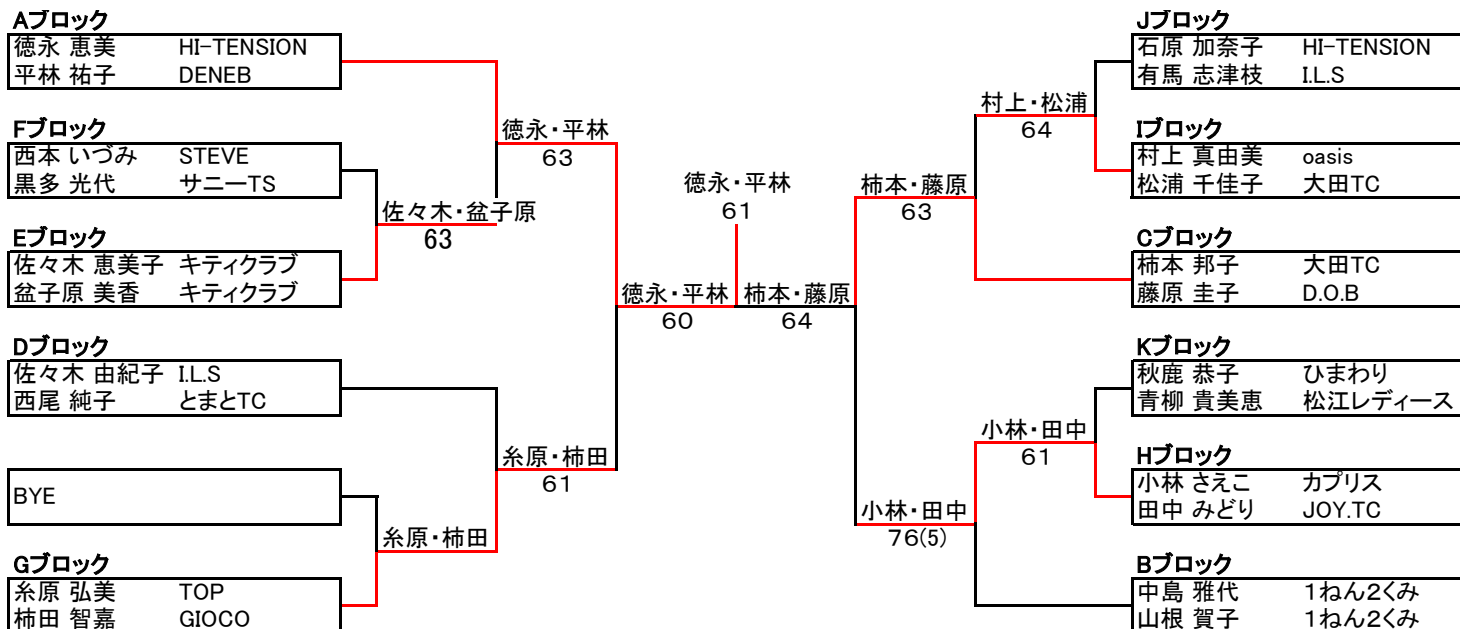 Aブロック
徳永 恵美 HI-TENSION
平林 祐子 DENEB
Fブロック
西本 いづみ STEVE
黒多 光代 サニーTS
Eブロック
佐々木 恵美子 キティクラブ
盆子原 美香 キティクラブ
Dブロック
佐々木 由紀子 I.L.S
西尾 純子 とまとTC
BYE
Gブロック
糸原 弘美 TOP
柿田 智嘉 GIOCO
佐々木・盆子原
63
糸原・柿田
徳永・平林
63
糸原・柿田
61
徳永・平林
60
徳永・平林
61
柿本・藤原
64
柿本・藤原
63
小林・田中
76(5)
村上・松浦
64
小林・田中
61
Jブロック
石原 加奈子 HI-TENSION
有馬 志津枝 I.L.S
Iブロック
村上 真由美 oasis
松浦 千佳子 大田TC
Cブロック
柿本 邦子 大田TC
藤原 圭子 D.O.B
Kブロック
秋鹿 恭子 ひまわり
青柳 貴美恵 松江レディース
Hブロック
小林 さえこ カプリス
田中 みどり JOY.TC
Bブロック
中島 雅代 1ねん2くみ
山根 賀子 1ねん2くみ